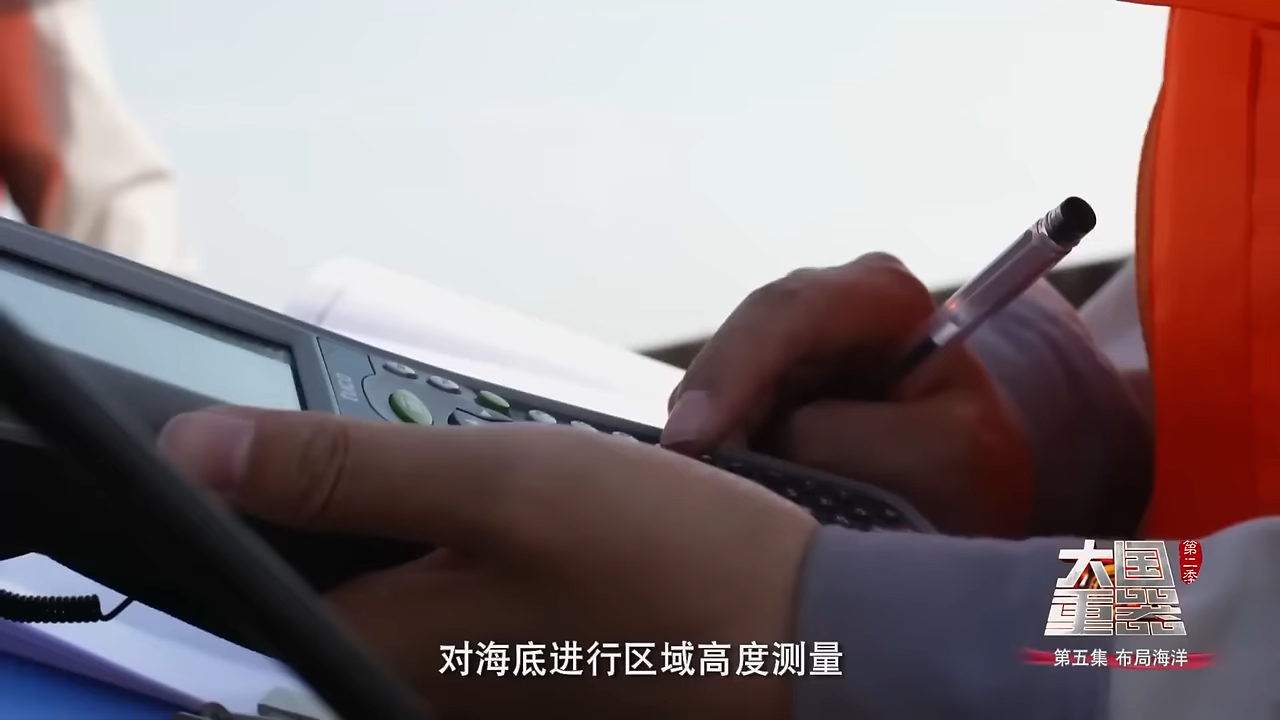 大国
重器
第二季
对海底进行区域高度测量
第五集 布局海洋